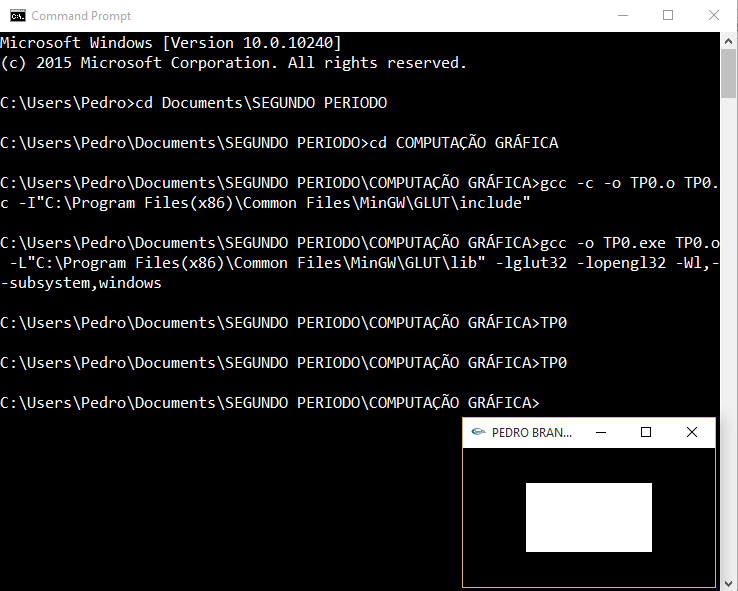 Command Prompt
Microsoft Windows [Version 10.0.10240]
(c) 2015 Microsoft Corporation. All rights reserved.
C:\Users\Pedro>cd Documents\SEGUNDO PERIODO
C:\Users\Pedro\Documents\SEGUNDO PERIODO>cd COMPUTAÇÃO GRÁFICA
C:\Users\Pedro\Documents\SEGUNDO PERIODO\COMPUTAÇÃO GRÁFICA>gcc -c -o TP0.o TP0.
c -I"C:\Program Files(x86)\Common Files\MinGW\GLUT\include"
C:\Users\Pedro\Documents\SEGUNDO PERIODO\COMPUTAÇÃO GRÁFICA>gcc -o TP0.exe TP0.o
-L"C:\Program Files(x86)\Common Files\MinGW\GLUT\lib" -lglut32 -lopengl32 -Wl,-
-subsystem,windows
C:\Users\Pedro\Documents\SEGUNDO PERIODO\COMPUTAÇÃO GRÁFICA>TP0
C:\Users\Pedro\Documents\SEGUNDO PERIODO\COMPUTAÇÃO GRÁFICA>TP0
C:\Users\Pedro\Documents\SEGUNDO PERIODO\COMPUTAÇÃO GRÁFICA>
PEDRO BRAN...